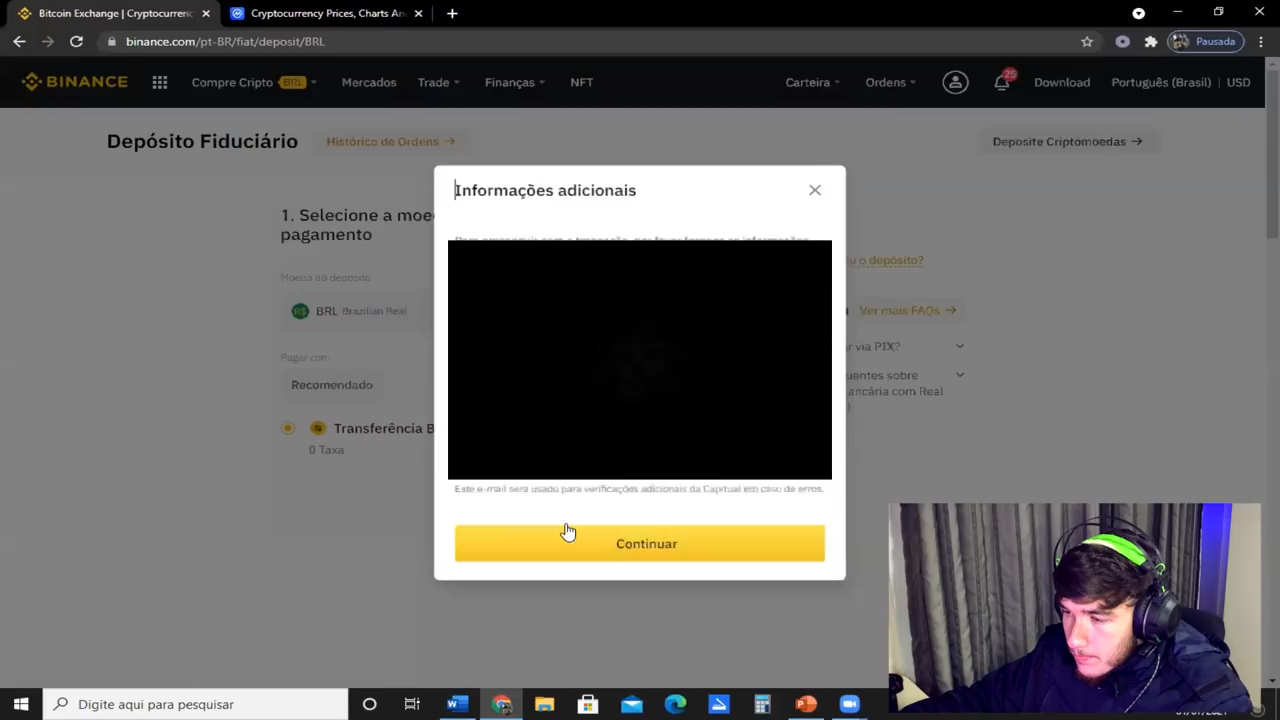 Bitcoin Exchange | Cryptocurrenc
Cryptocurrency Prices, Charts An
binance.com/pt-BR/fiat/deposit/BRL
Pausada
BINANCE
Compre Cripto BRL
Mercados
Trade
Finanças
NFT
Carteira
Ordens
25
Download
Português (Brasil) | USD
Depósito Fiduciário
Histórico de Ordens →
Deposite Criptomoedas →
Informações adicionais
1. Selecione a moe
pagamento
Moeda do depósito
R$ BRL Brazilian Real
Pagar com
Recomendado
Transferência B
0 Taxa
u o depósito?
Ver mais FAQs →
r via PIX?
uentes sobre
ancária com Real
Este e-mail será usado para verificações adicionais da Capitual em caso de erros.
Continuar
Digite aqui para pesquisar